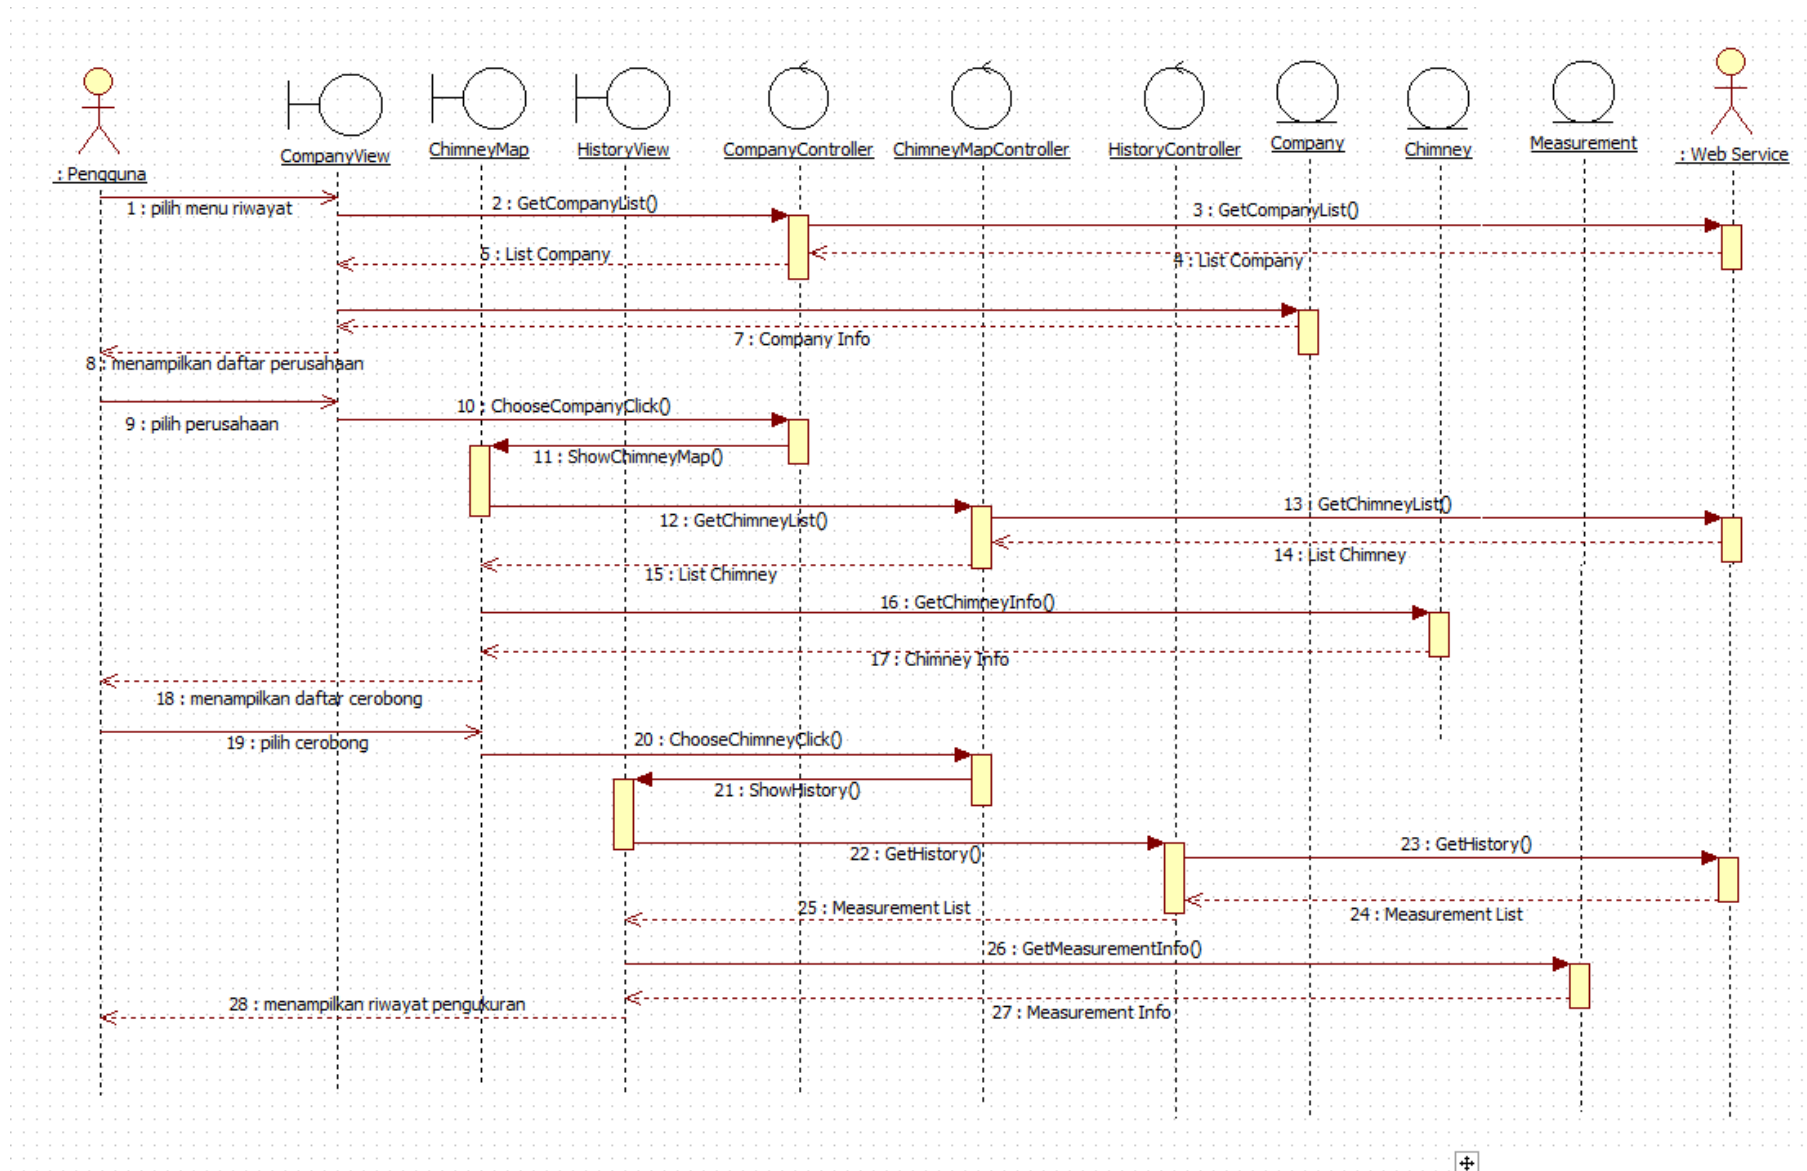 : Pengguna
CompanyView
ChimneyMap
HistoryView
CompanyController
ChimneyMapController
HistoryController
Company
Chimney
Measurement
: Web Service
1 : pilih menu riwayat
2 : GetCompanyList()
3 : GetCompanyList()
4 : List Company
5 : List Company
7 : Company Info
8 : menampilkan daftar perusahaan
9 : pilih perusahaan
10 : ChooseCompanyClick()
11 : ShowChimneyMap()
12 : GetChimneyList()
13 : GetChimneyList()
14 : List Chimney
15 : List Chimney
16 : GetChimneyInfo()
17 : Chimney Info
18 : menampilkan daftar cerobong
19 : pilih cerobong
20 : ChooseChimneyClick()
21 : ShowHistory()
22 : GetHistory()
23 : GetHistory()
24 : Measurement List
25 : Measurement List
26 : GetMeasurementInfo()
27 : Measurement Info
28 : menampilkan riwayat pengukuran